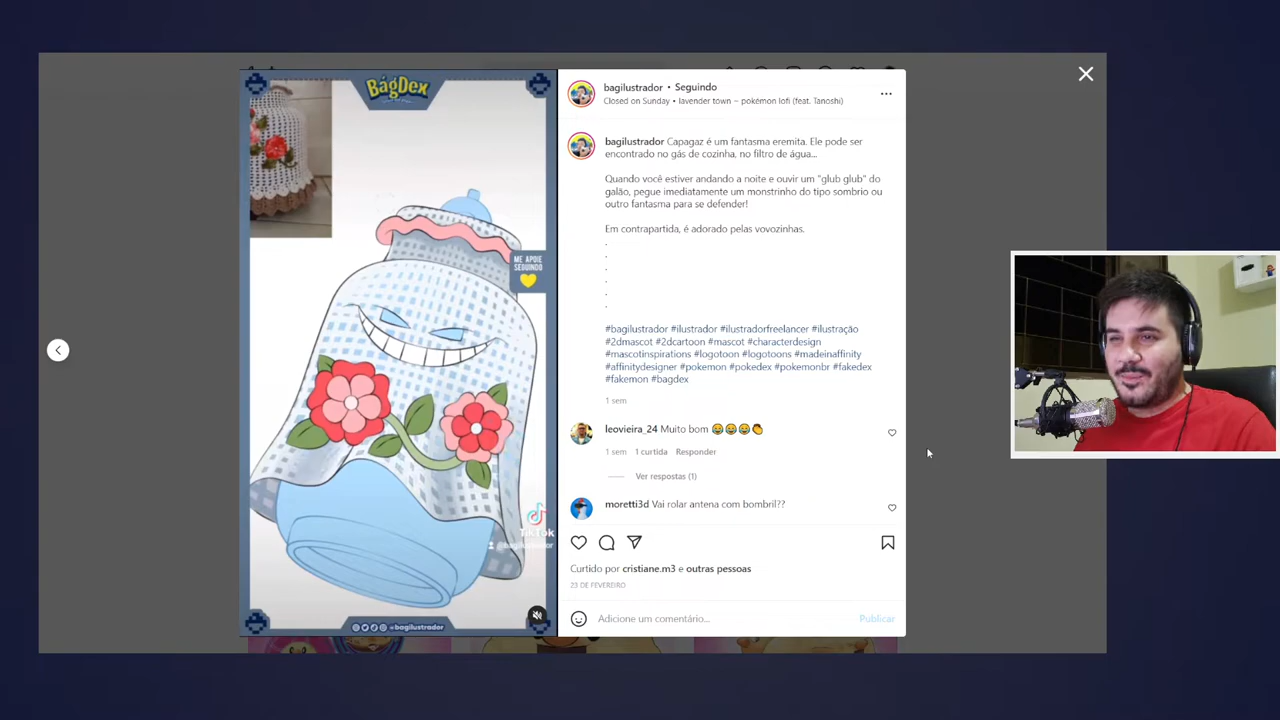 BágDex
ME APOIE
SEGUINDO
TikTok
@bagilustrador
bagilustrador • Seguindo
Closed on Sunday • lavender town – pokémon lofi (feat. Tanoshi)
bagilustrador Capagaz é um fantasma eremita. Ele pode ser
encontrado no gás de cozinha, no filtro de água...
Quando você estiver andando a noite e ouvir um "glub glub" do
galão, pegue imediatamente um monstrinho do tipo sombrio ou
outro fantasma para se defender!
Em contrapartida, é adorado pelas vovozinhas.
.
.
.
.
.
.
#bagilustrador #ilustrador #ilustradorfreelancer #ilustração
#2dmascot #2dcartoon #mascot #characterdesign
#mascotinspirations #logotoon #logotoons #madeinaffinity
#affinitydesigner #pokemon #pokedex #pokemonbr #fakedex
#fakemon #bagdex
1 sem
leovieira_24 Muito bom 😂😂😂👏
1 sem 1 curtida Responder
Ver respostas (1)
moretti3d Vai rolar antena com bombril??
Curtido por cristiane.m3 e outras pessoas
23 DE FEVEREIRO
Adicione um comentário...
Publicar
@bagilustrador